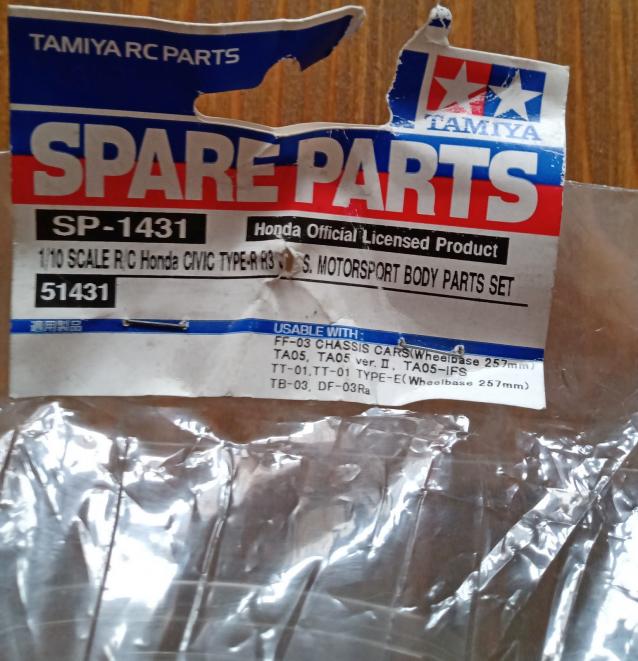 TAMIYA RC PARTS
TAMIYA
SPARE PARTS
SP-1431
Honda Official Licensed Product
1/10 SCALE R/C Honda CIVIC TYPE-R R3 S. MOTORSPORT BODY PARTS SET
51431
適用製品
USABLE WITH:
FF-03 CHASSIS CARS(Wheelbase 257mm)
TA05, TA05 ver.Ⅱ, TA05-IFS
TT-01,TT-01 TYPE-E(Wheelbase 257mm)
TB-03, DF-03Ra